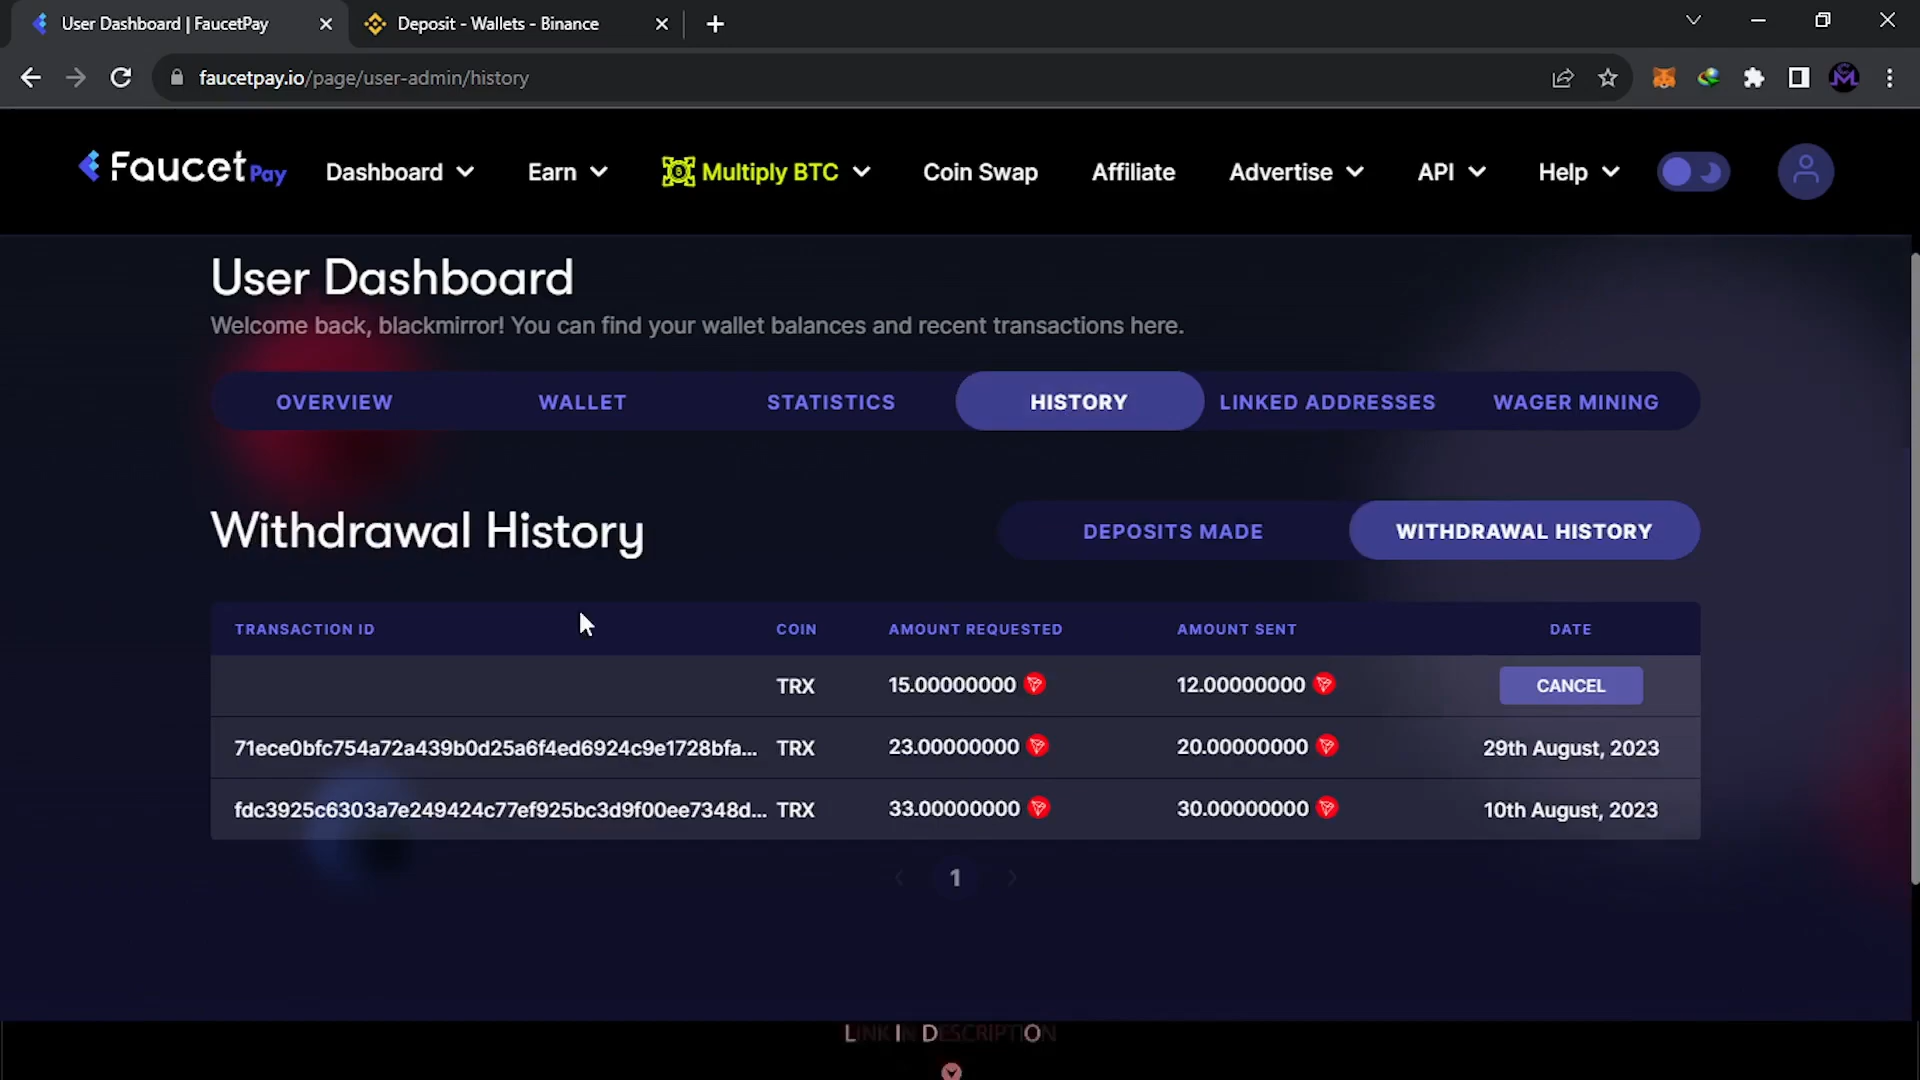 User Dashboard | FaucetPay
Deposit - Wallets - Binance
faucetpay.io/page/user-admin/history
FaucetPay
Dashboard
Earn
Multiply BTC
Coin Swap
Affiliate
Advertise
API
Help
User Dashboard
Welcome back, blackmirror! You can find your wallet balances and recent transactions here.
OVERVIEW
WALLET
STATISTICS
HISTORY
LINKED ADDRESSES
WAGER MINING
Withdrawal History
DEPOSITS MADE
WITHDRAWAL HISTORY
TRANSACTION ID COIN AMOUNT REQUESTED AMOUNT SENT DATE
TRX 15.00000000 12.00000000 CANCEL
71ece0bfc754a72a439b0d25a6f4ed6924c9e1728bfa... TRX 23.00000000 20.00000000 29th August, 2023
fdc3925c6303a7e249424c77ef925bc3d9f00ee7348d... TRX 33.00000000 30.00000000 10th August, 2023
1
LINK IN DESCRIPTION